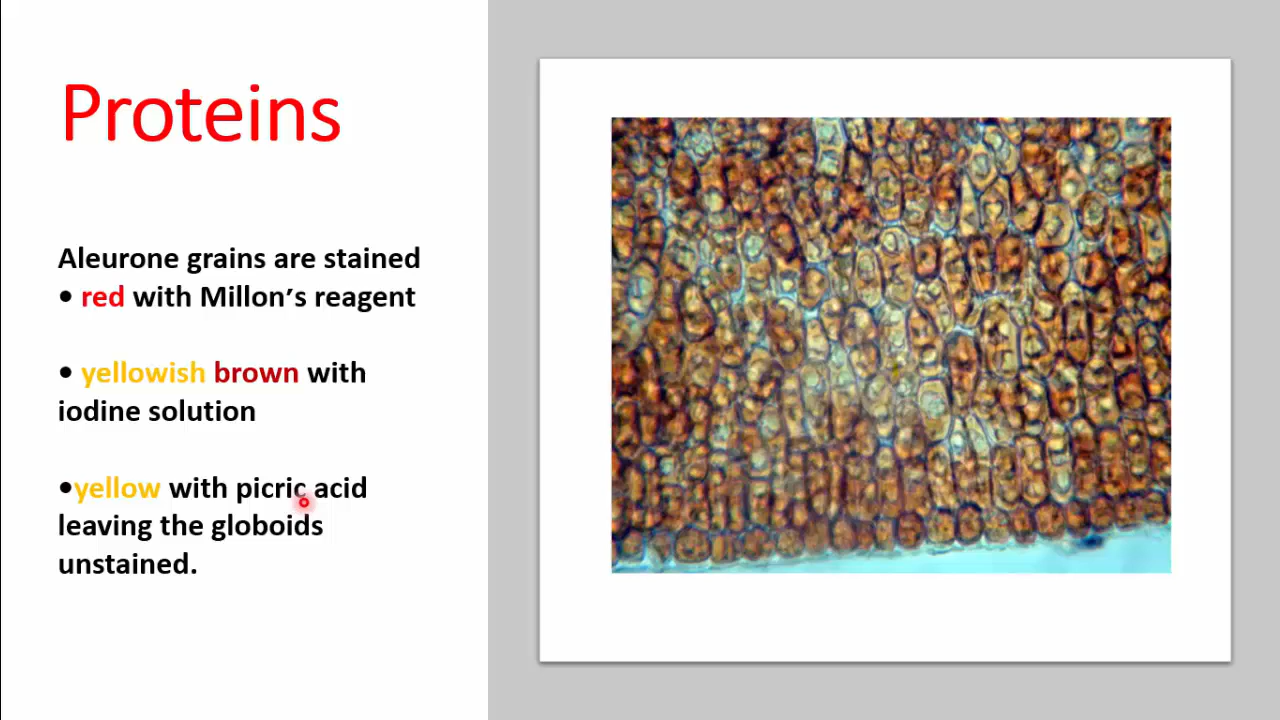 Proteins
Aleurone grains are stained
• red with Millon’s reagent
• yellowish brown with
iodine solution
•yellow with picric acid
leaving the globoids
unstained.